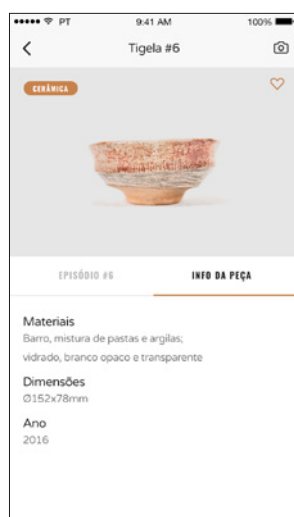 PT 9:41 AM 100%
Tigela #6
CERÂMICA
EPISÓDIO #6 INFO DA PEÇA
Materiais
Barro, mistura de pastas e argilas;
vidrado, branco opaco e transparente
Dimensões
Ø152x78mm
Ano
2016